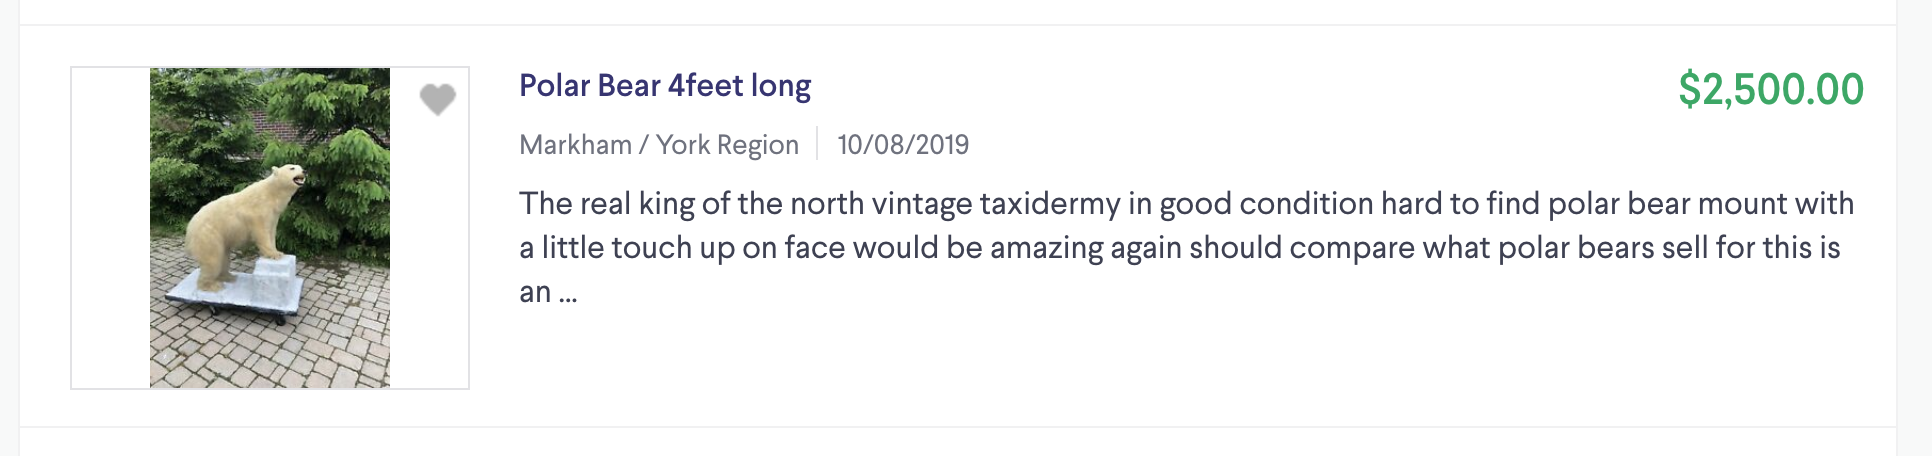 Polar Bear 4feet long
$2,500.00
Markham / York Region | 10/08/2019
The real king of the north vintage taxidermy in good condition hard to find polar bear mount with
a little touch up on face would be amazing again should compare what polar bears sell for this is
an ...